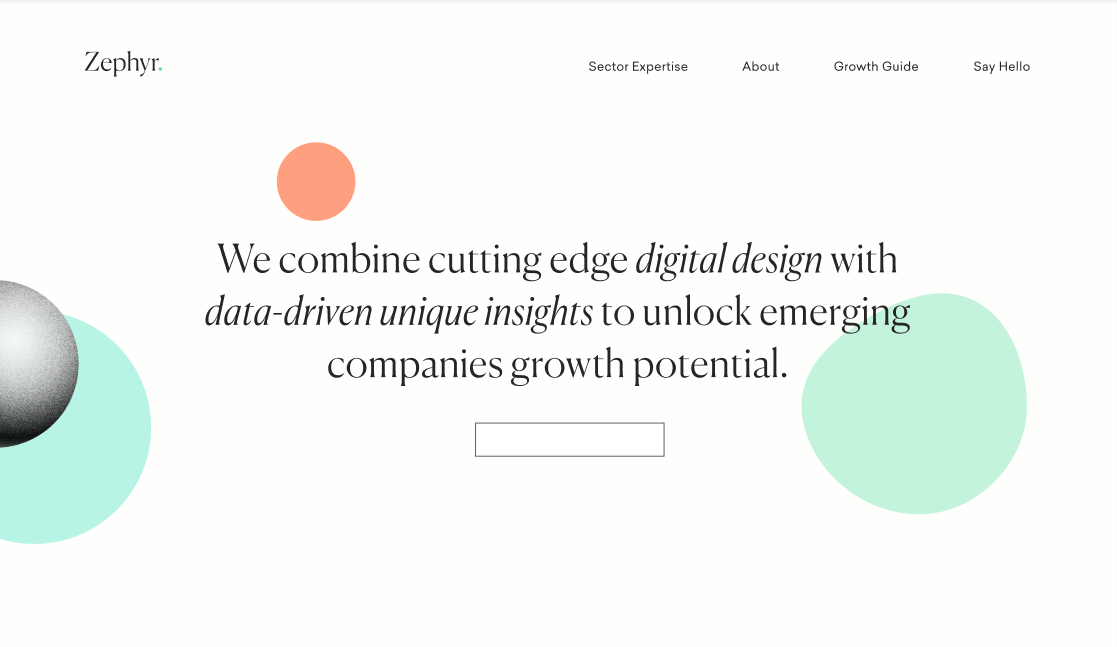 Zephyr.
Sector Expertise
About
Growth Guide
Say Hello
We combine cutting edge digital design with
data-driven unique insights to unlock emerging
companies growth potential.